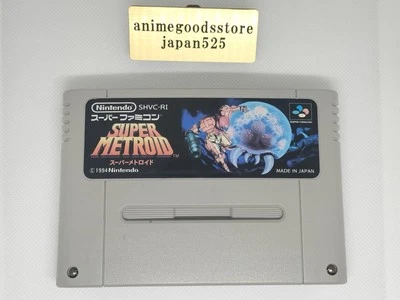 animegoodsstore
japan525
Nintendo SHVC-RI
スーパーファミコン
SUPER
METROID™
スーパーメトロイド
©1994 Nintendo
MADE IN JAPAN